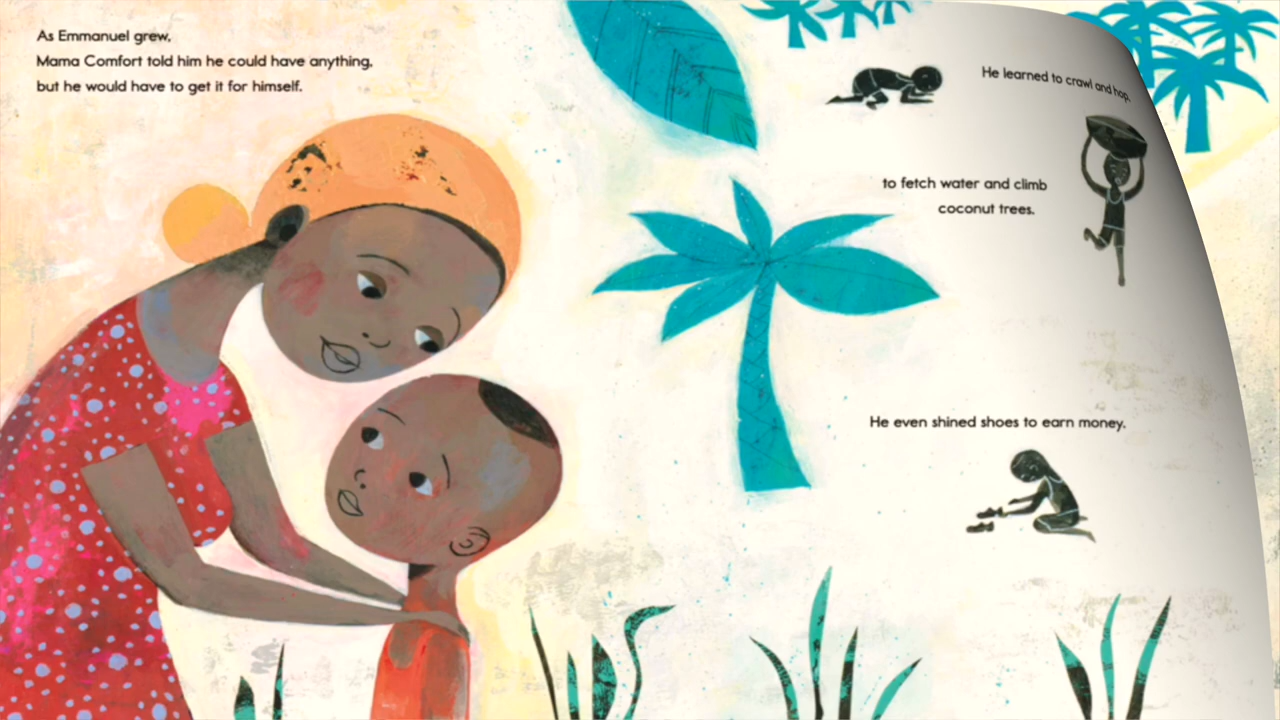 As Emmanuel grew,
Mama Comfort told him he could have anything,
but he would have to get it for himself.
He learned to crawl and hop,
to fetch water and climb
coconut trees.
He even shined shoes to earn money.